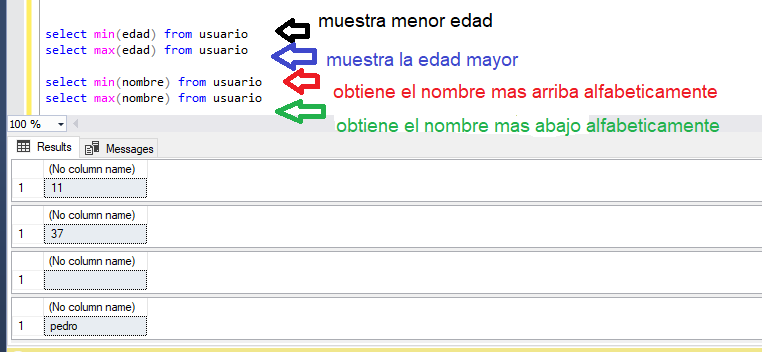 select min(edad) from usuario
muestra menor edad
select max(edad) from usuario
muestra la edad mayor
select min(nombre) from usuario
obtiene el nombre mas arriba alfabeticamente
select max(nombre) from usuario
obtiene el nombre mas abajo alfabeticamente
100 %
Results Messages
(No column name)
1 11
(No column name)
1 37
(No column name)
1
(No column name)
1 pedro